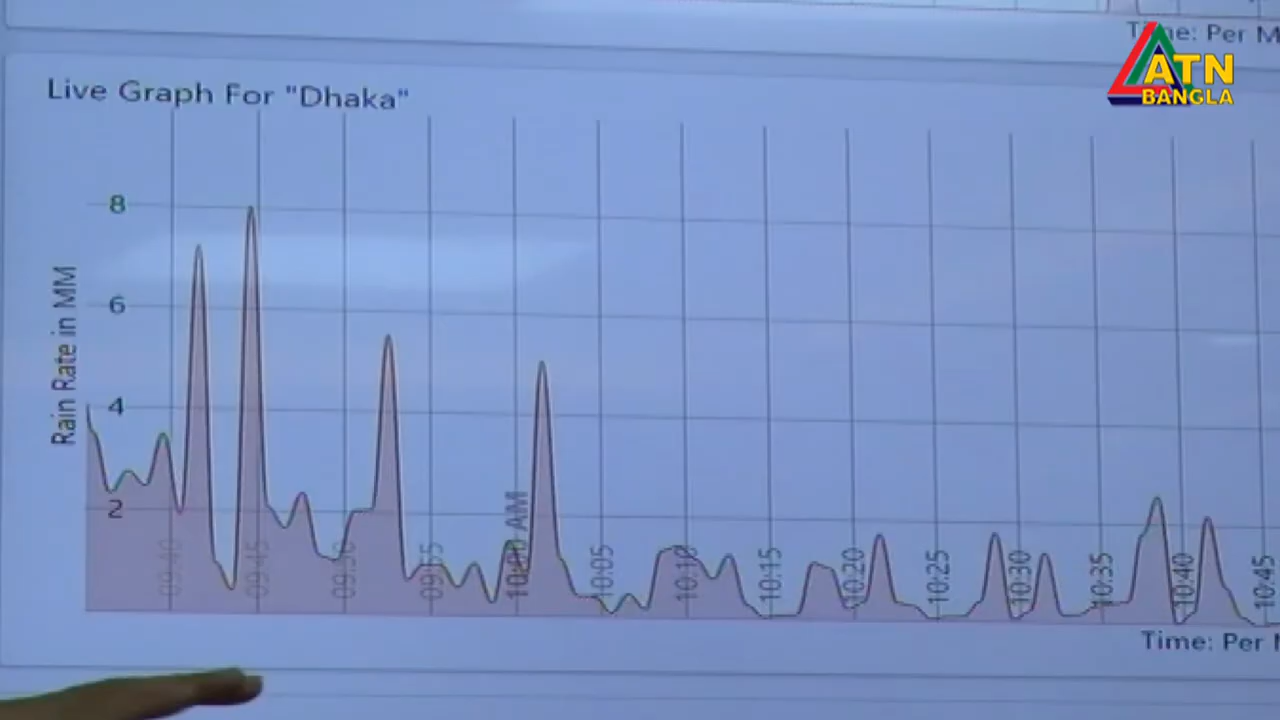 Time: Per M
ATN
BANGLA
Live Graph For "Dhaka"
8
6
4
2
Rain Rate in MM
09:40
09:45
09:50
09:55
10:00 AM
10:05
10:10
10:15
10:20
10:25
10:30
10:35
10:40
10:45
Time: Per M